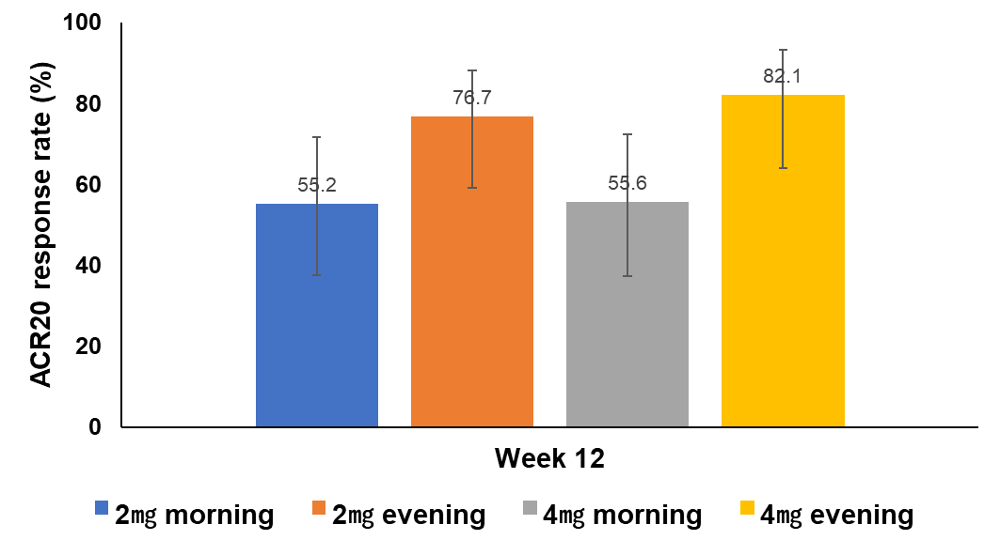 ACR20 response rate (%)
100
80
60
40
20
0
55.2
76.7
55.6
82.1
Week 12
2㎎ morning
2㎎ evening
4㎎ morning
4㎎ evening